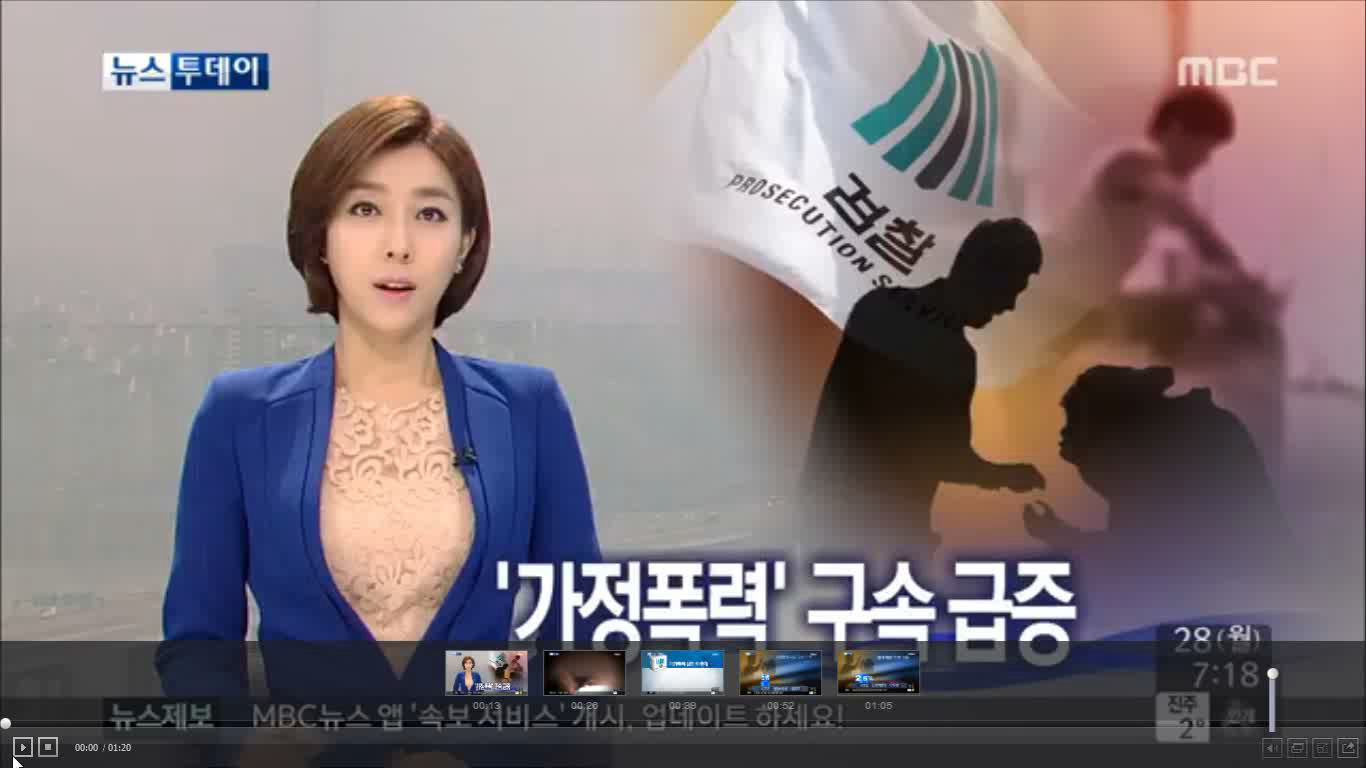 뉴스투데이
MBC
검찰
PROSECUTION SERVICE
'가정폭력' 구속 급증
28(월)
7:18
진주
2°
00:13
00:26
00:39
00:52
01:05
뉴스제보 MBC뉴스 앱 '속보 서비스' 개시, 업데이트 하세요!
00:00 / 01:20